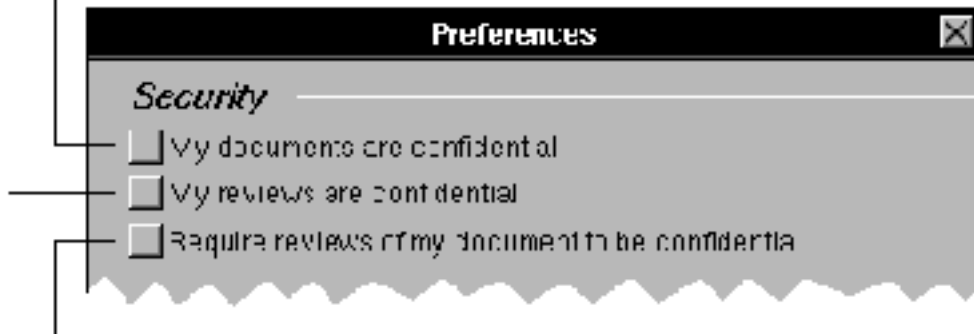 Preferences
Security
My documents are confidential
My reviews are confidential
Require reviews of my document to be confidential